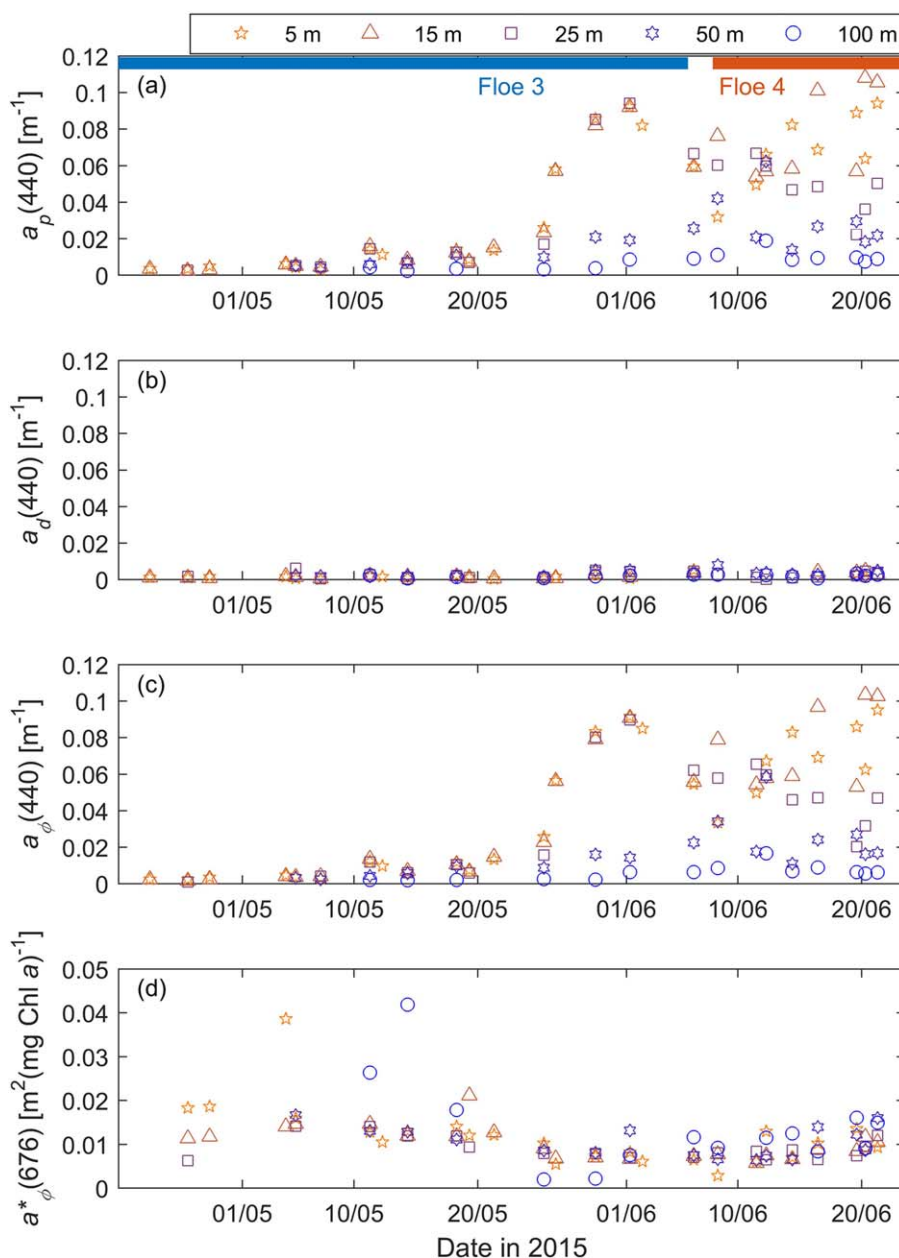 5 m 15 m 25 m 50 m 100 m
0.12
(a)
Floe 3 Floe 4
0.1
0.08
0.06
0.04
0.02
0
a_p(440) [m^-1]
01/05 10/05 20/05 01/06 10/06 20/06
0.12
(b)
0.1
0.08
0.06
0.04
0.02
0
a_d(440) [m^-1]
01/05 10/05 20/05 01/06 10/06 20/06
0.12
(c)
0.1
0.08
0.06
0.04
0.02
0
a_ϕ(440) [m^-1]
01/05 10/05 20/05 01/06 10/06 20/06
0.05
(d)
0.04
0.03
0.02
0.01
0
a*_ϕ(676) [m^2(mg Chl a)^-1]
01/05 10/05 20/05 01/06 10/06 20/06
Date in 2015